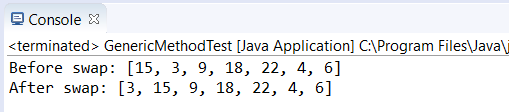 Console
<terminated> GenericMethodTest [Java Application] C:\Program Files\Java\
Before swap: [15, 3, 9, 18, 22, 4, 6]
After swap: [3, 15, 9, 18, 22, 4, 6]